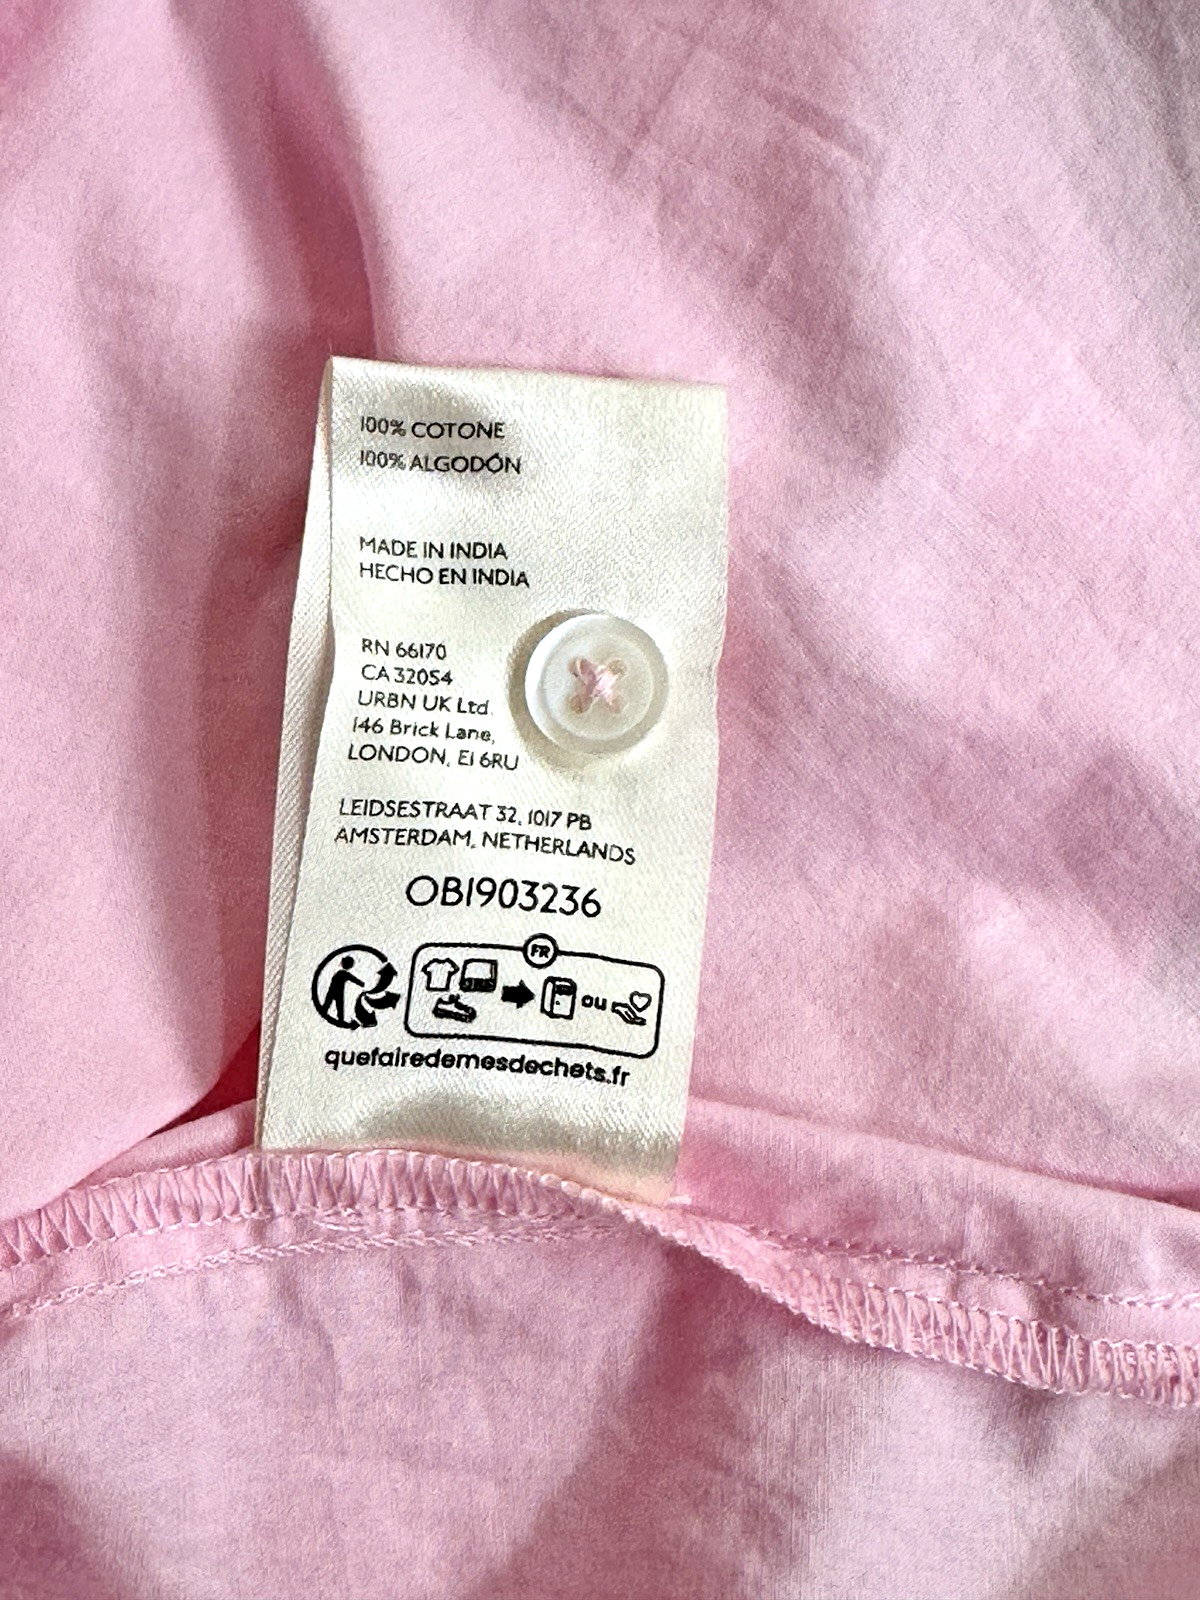 100% COTONE
100% ALGODÓN
MADE IN INDIA
HECHO EN INDIA
RN 66170
CA 32054
URBN UK Ltd.
146 Brick Lane,
LONDON, E1 6RU
LEIDSESTRAAT 32, 1017 PB
AMSTERDAM, NETHERLANDS
OB1903236
FR
ou
quefairedemesdechets.fr